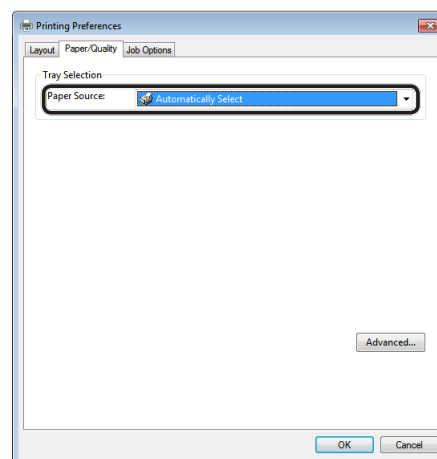 Printing Preferences
Layout Paper/Quality Job Options
Tray Selection
Paper Source: Automatically Select
Advanced...
OK Cancel